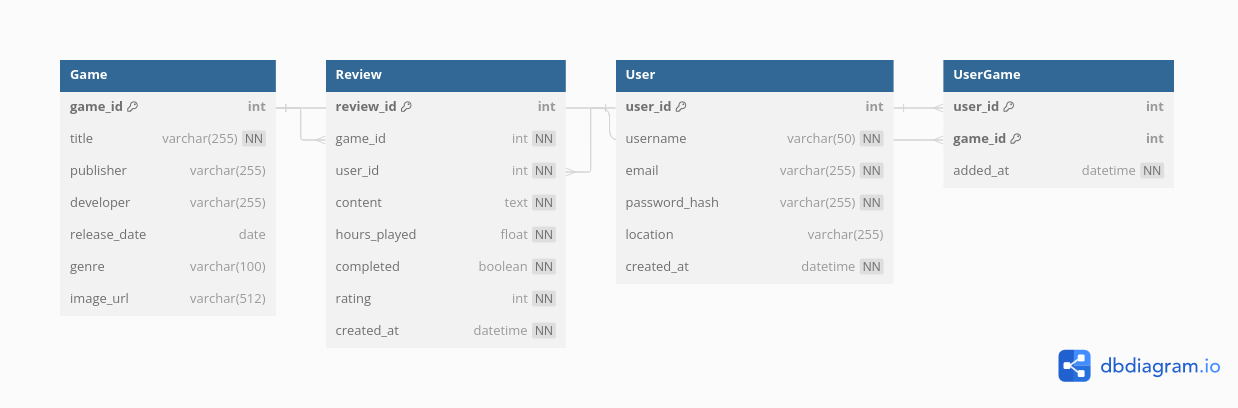 Game
game_id int
title varchar(255) NN
publisher varchar(255)
developer varchar(255)
release_date date
genre varchar(100)
image_url varchar(512)
Review
review_id int
game_id int NN
user_id int NN
content text NN
hours_played float NN
completed boolean NN
rating int NN
created_at datetime NN
User
user_id int
username varchar(50) NN
email varchar(255) NN
password_hash varchar(255) NN
location varchar(255)
created_at datetime NN
UserGame
user_id int
game_id int
added_at datetime NN
dbdiagram.io